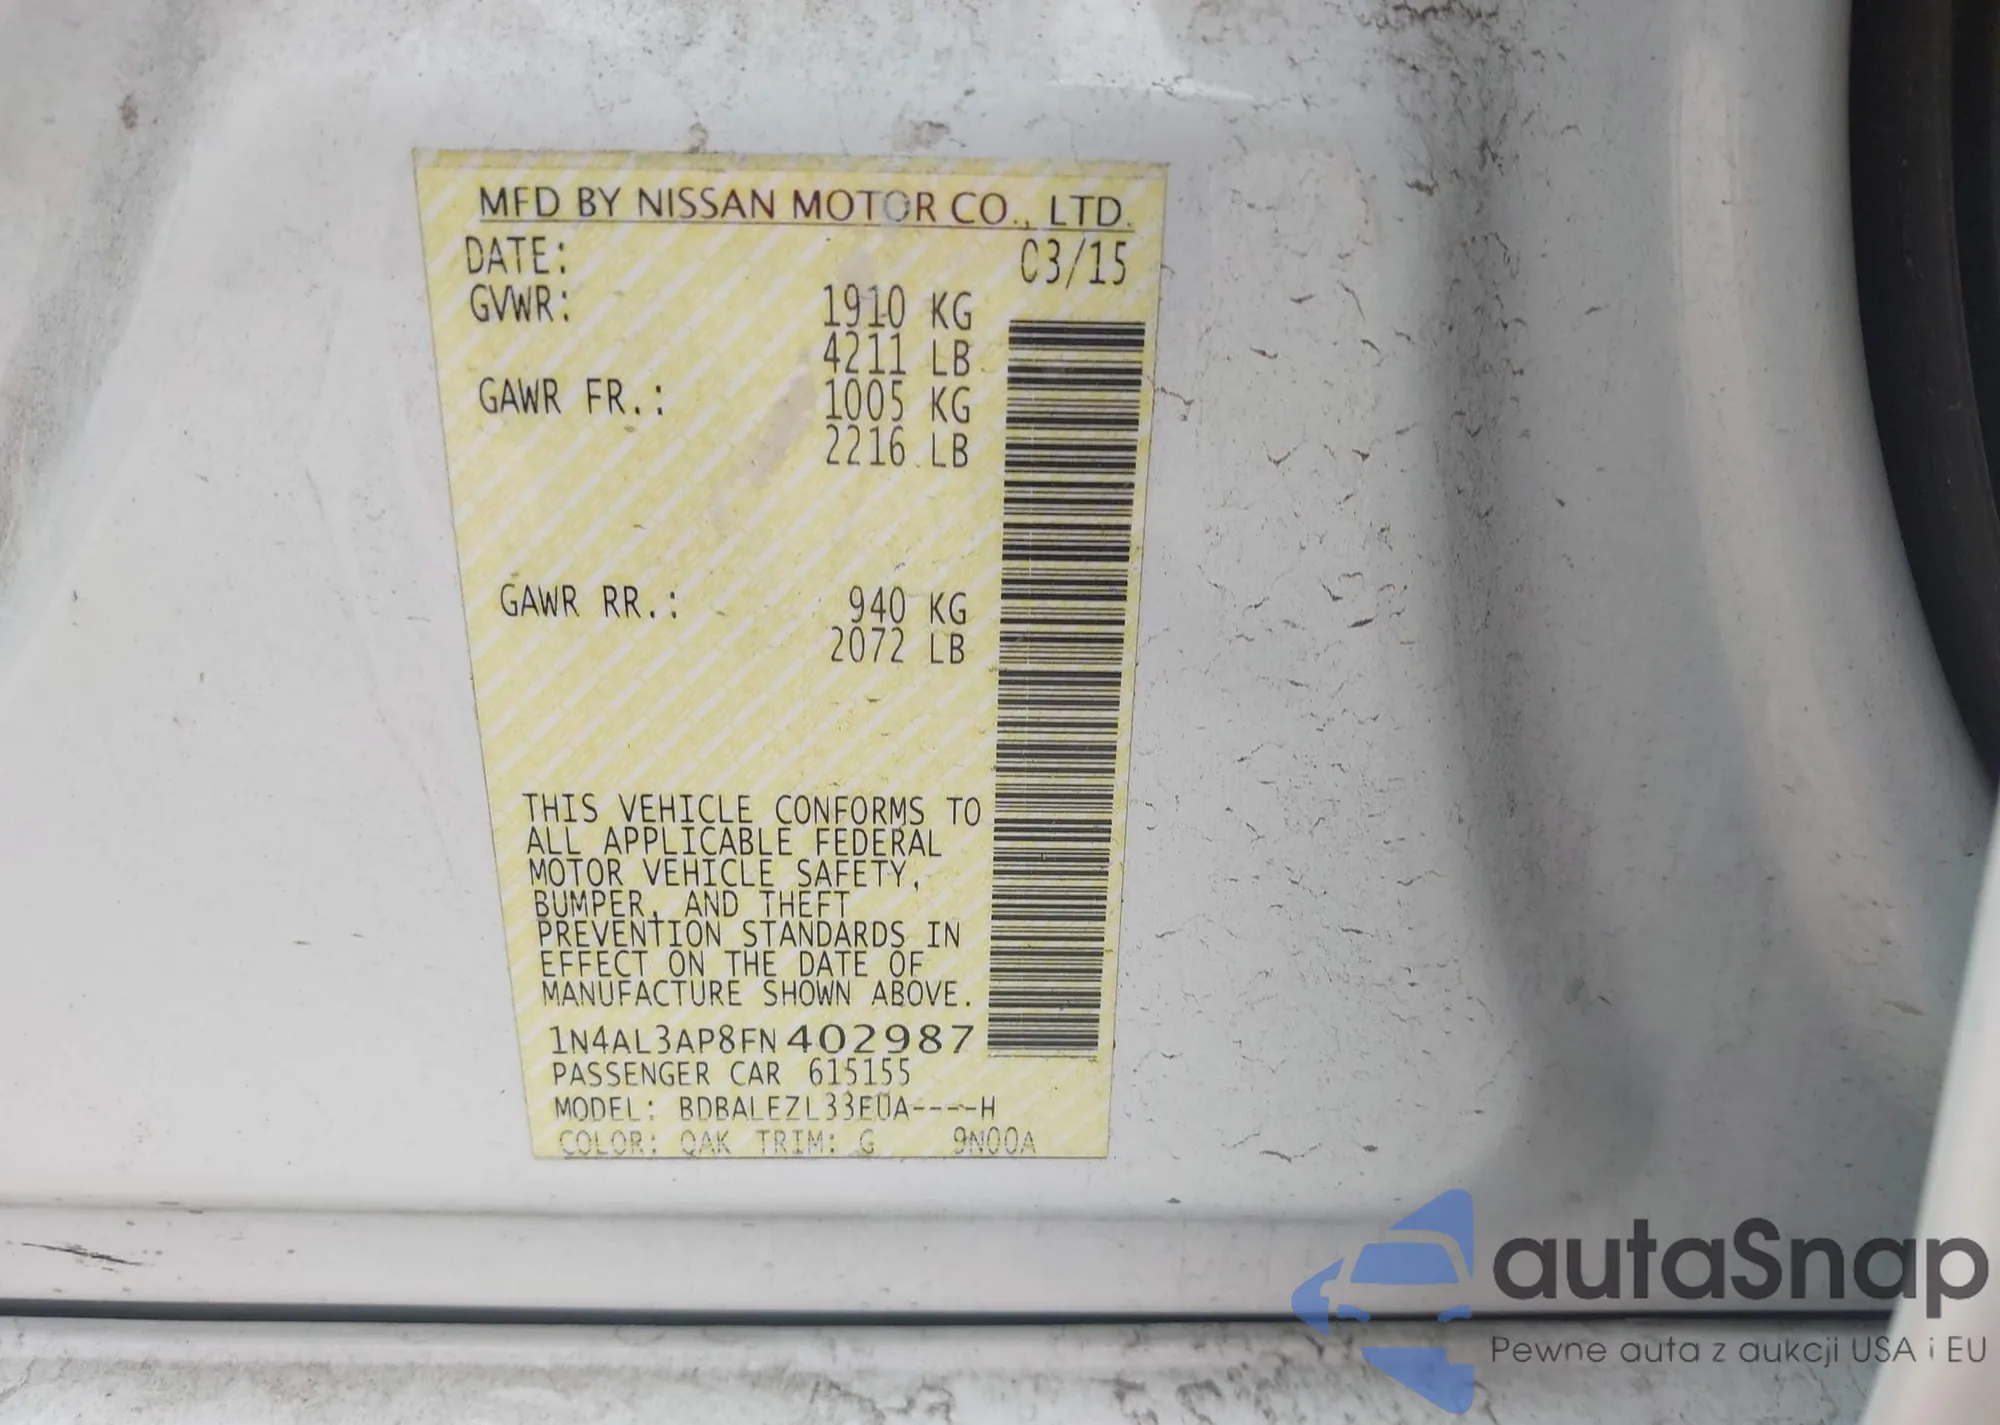 MFD BY NISSAN MOTOR CO., LTD.
DATE: 03/15
GVWR: 1910 KG
4211 LB
GAWR FR.: 1005 KG
2216 LB
GAWR RR.: 940 KG
2072 LB
THIS VEHICLE CONFORMS TO
ALL APPLICABLE FEDERAL
MOTOR VEHICLE SAFETY,
BUMPER, AND THEFT
PREVENTION STANDARDS IN
EFFECT ON THE DATE OF
MANUFACTURE SHOWN ABOVE.
1N4AL3AP8FN402987
PASSENGER CAR 615155
MODEL: BDBALEZL33EUA----H
COLOR: QAK TRIM: G 9N00A
autaSnap
Pewne auta z aukcji USA i EU